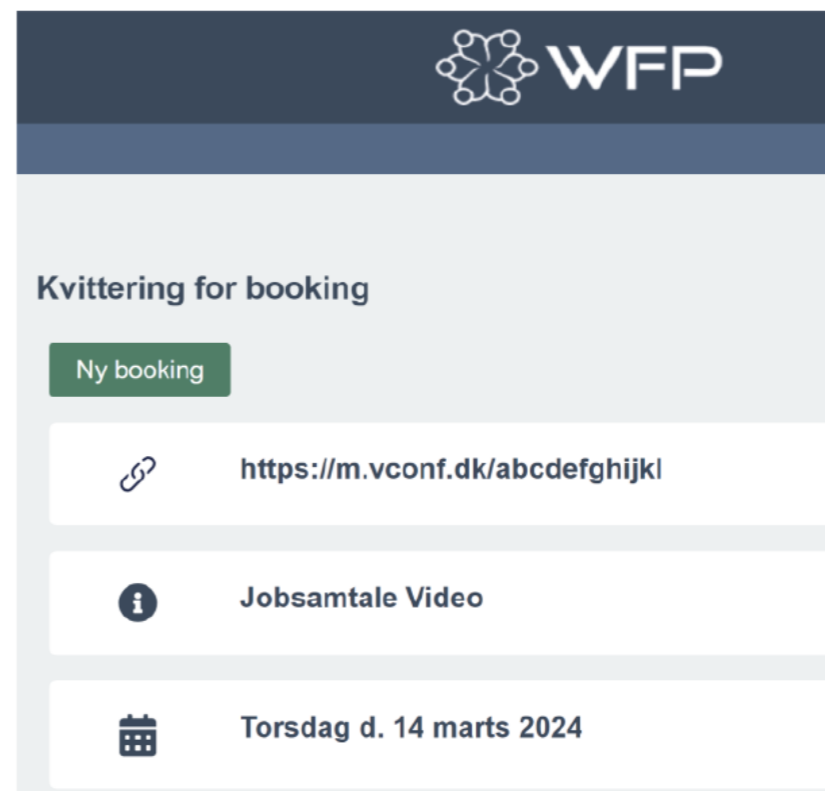 WFP
Kvittering for booking
Ny booking
https://m.vconf.dk/abcdefghijkl
Jobsamtale Video
Torsdag d. 14 marts 2024